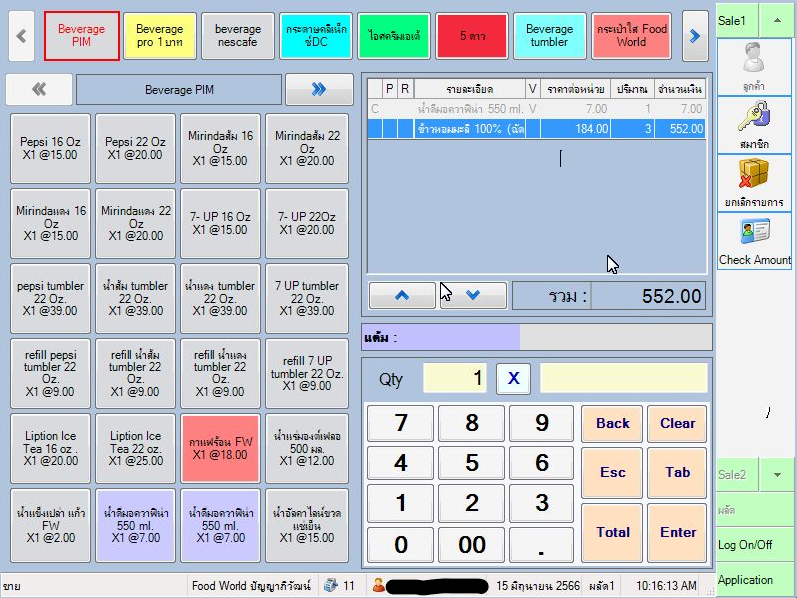 Beverage PIM
Beverage pro 1บาท
beverage nescafe
กระดาษคลีเน็กซ์DC
ไอศครีมเอเต้
5 ดาว
Beverage tumbler
กระเป๋าใส่ Food World
Sale1
Beverage PIM
Pepsi 16 Oz X1 @15.00
Pepsi 22 Oz X1 @20.00
Mirindaส้ม 16 Oz X1 @15.00
Mirindaส้ม 22 Oz X1 @20.00
Mirindaแดง 16 Oz X1 @15.00
Mirindaแดง 22 Oz X1 @20.00
7- UP 16 Oz X1 @15.00
7- UP 22Oz X1 @20.00
pepsi tumbler 22 Oz. X1 @39.00
น้ำส้ม tumbler 22 Oz. X1 @39.00
น้ำแดง tumbler 22 Oz. X1 @39.00
7 UP tumbler 22 Oz. X1 @39.00
refill pepsi tumbler 22 Oz. X1 @9.00
refill น้ำส้ม tumbler 22 Oz. X1 @9.00
refill น้ำแดง tumbler 22 Oz. X1 @9.00
refill 7 UP tumbler 22 Oz. X1 @9.00
Liption Ice Tea 16 oz . X1 @20.00
Liption Ice Tea 22 oz. X1 @25.00
กาแฟร้อน FW X1 @18.00
น้ำแร่มองต์เฟลอ 500 มล. X1 @12.00
น้ำแข็งเปล่า แก้ว FW X1 @2.00
น้ำดื่มอควาฟิน่า 550 ml. X1 @7.00
น้ำดื่มอควาฟิน่า 550 ml. X1 @7.00
น้ำอัลคาไลน์ขวดแช่เย็น X1 @15.00
P R รายละเอียด V ราคาต่อหน่วย ปริมาณ จำนวนเงิน
C น้ำดื่มอควาฟิน่า 550 ml. V 7.00 1 7.00
ข้าวหอมมะลิ 100% (ฉัต 184.00 3 552.00
รวม : 552.00
แต้ม :
Qty 1 X
7 8 9 Back Clear
4 5 6 Esc Tab
1 2 3 Total Enter
0 00 .
ลูกค้า
สมาชิก
ยกเลิกรายการ
Check Amount
Sale2
ผลัด
Log On/Off
Application
ขาย
Food World ปัญญาภิวัฒน์
11
15 มิถุนายน 2566
ผลัด1
10:16:13 AM